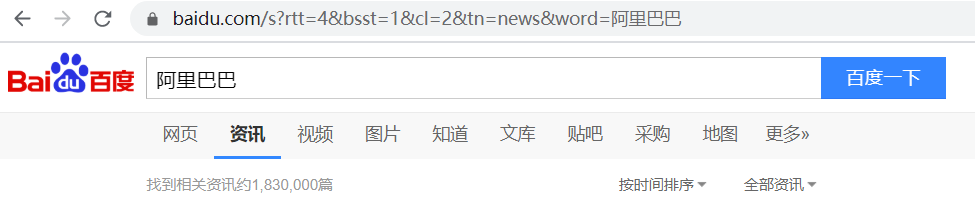 baidu.com/s?rtt=4&bsst=1&cl=2&tn=news&word=阿里巴巴
Bai du 百度 阿里巴巴 百度一下
网页 资讯 视频 图片 知道 文库 贴吧 采购 地图 更多»
找到相关资讯约1,830,000篇 按时间排序 全部资讯